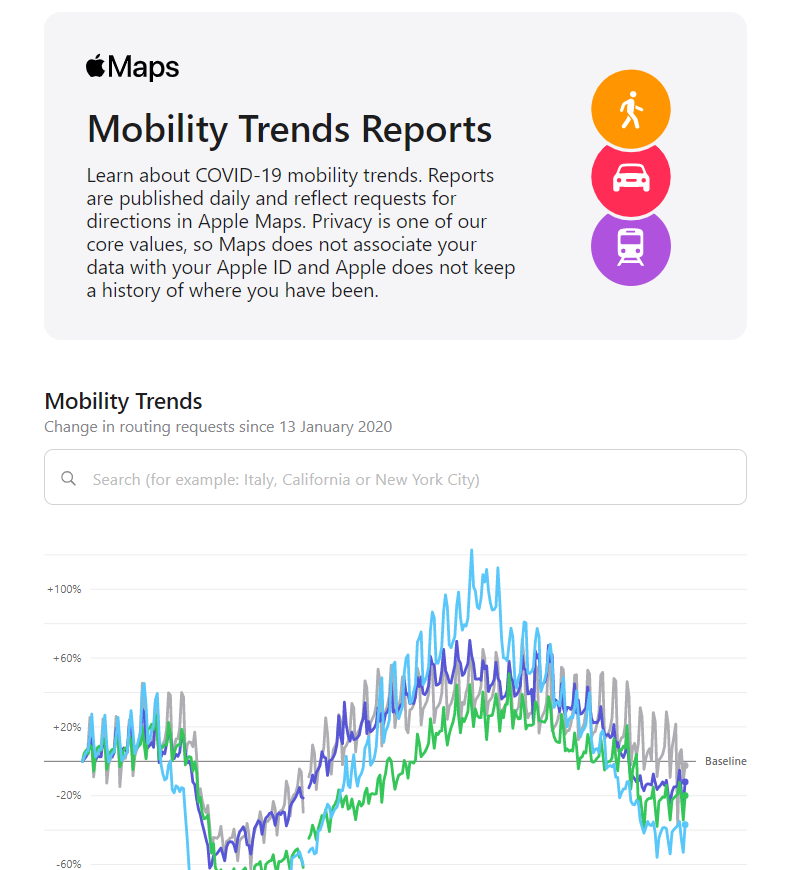 Maps
Mobility Trends Reports
Learn about COVID-19 mobility trends. Reports
are published daily and reflect requests for
directions in Apple Maps. Privacy is one of our
core values, so Maps does not associate your
data with your Apple ID and Apple does not keep
a history of where you have been.
Mobility Trends
Change in routing requests since 13 January 2020
Search (for example: Italy, California or New York City)
+100%
+60%
+20%
Baseline
-20%
-60%